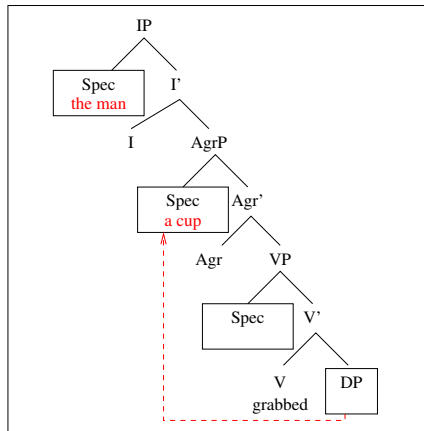 IP
Spec
the man
I'
I
AgrP
Spec
a cup
Agr'
Agr
VP
Spec
V'
V
grabbed
DP